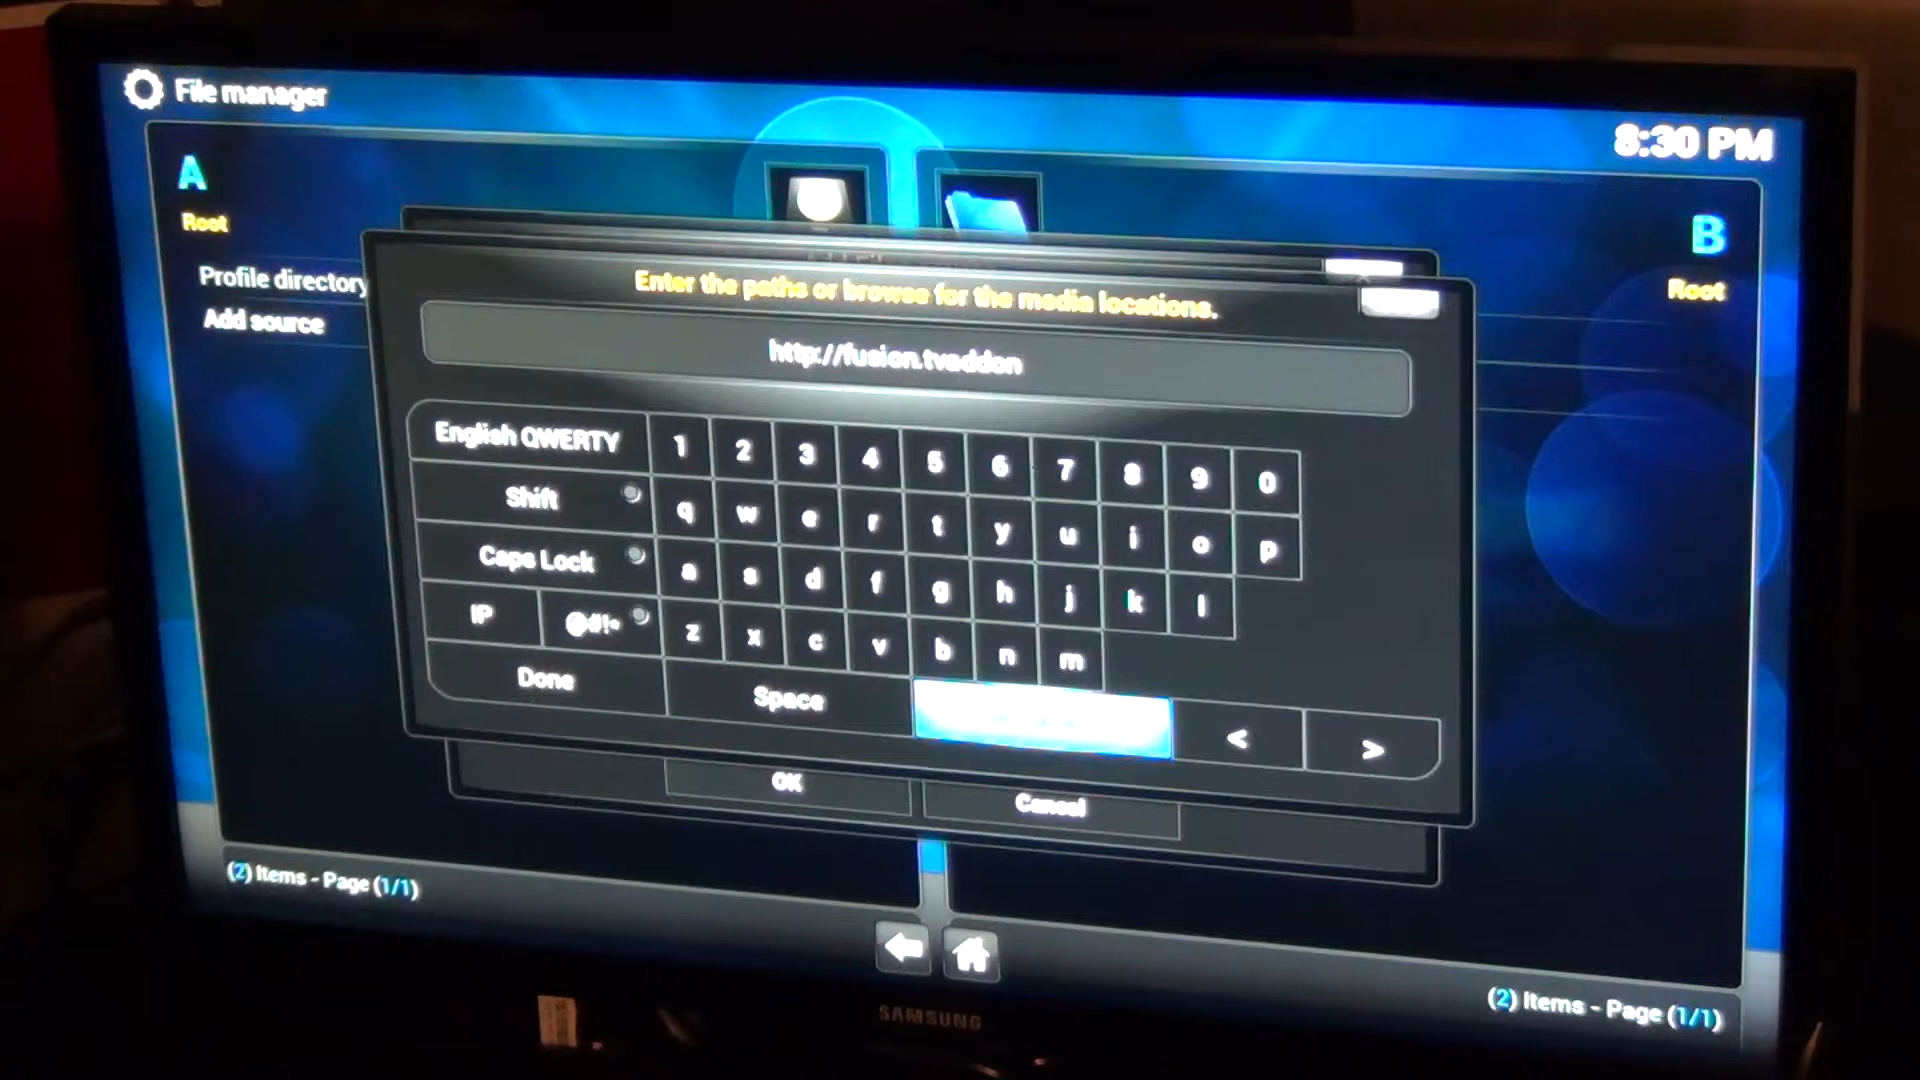 File manager
8:30 PM
A
B
Root
Root
Profile directory
Add source
Enter the paths or browse for the media locations.
http://fusion.tvaddon
English QWERTY 1 2 3 4 5 6 7 8 9 0
Shift q w e r t y u i o p
Caps Lock a s d f g h j k l
IP @#!* z x c v b n m
Done Space < >
OK Cancel
(2) Items - Page (1/1)
(2) Items - Page (1/1)
SAMSUNG